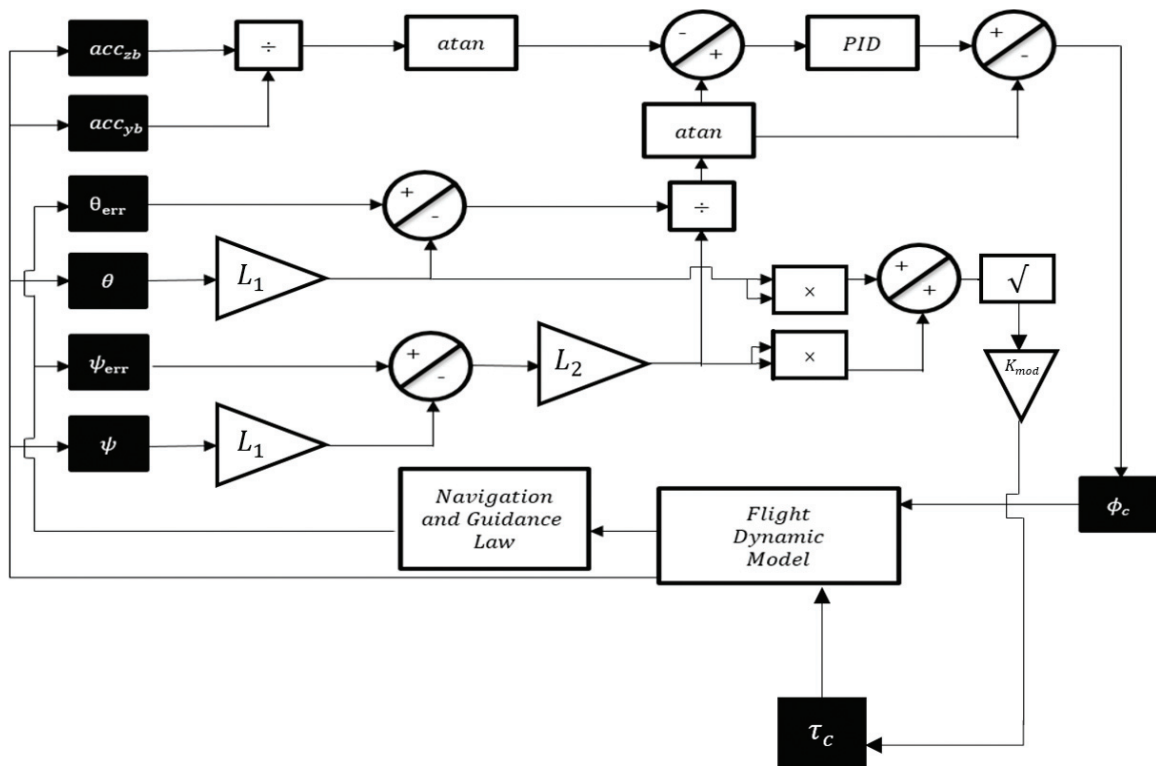 acc_zb
÷
atan
-
+
PID
+
-
acc_yb
atan
θ_err
+
-
÷
θ
L_1
×
+
+
√
ψ_err
+
-
L_2
×
K_mod
ψ
L_1
Navigation
and Guidance
Law
Flight
Dynamic
Model
ϕ_c
τ_c